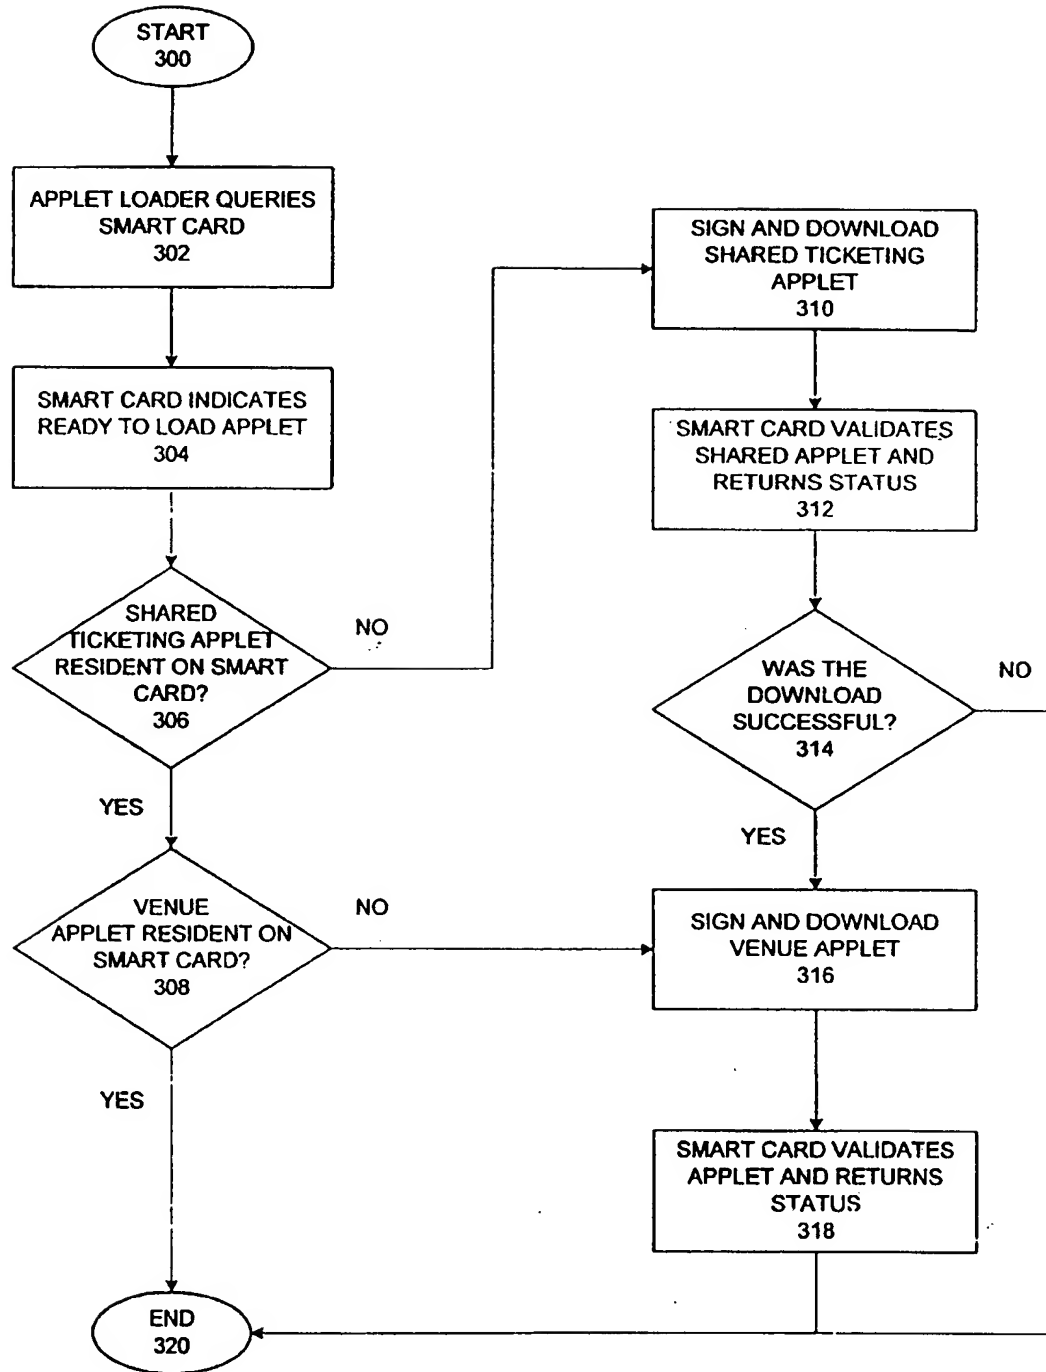 START
300
APPLET LOADER QUERIES
SMART CARD
302
SMART CARD INDICATES
READY TO LOAD APPLET
304
SHARED
TICKETING APPLET
RESIDENT ON SMART
CARD?
306
NO
YES
VENUE
APPLET RESIDENT ON
SMART CARD?
308
NO
YES
SIGN AND DOWNLOAD
SHARED TICKETING
APPLET
310
SMART CARD VALIDATES
SHARED APPLET AND
RETURNS STATUS
312
WAS THE
DOWNLOAD
SUCCESSFUL?
314
NO
YES
SIGN AND DOWNLOAD
VENUE APPLET
316
SMART CARD VALIDATES
APPLET AND RETURNS
STATUS
318
END
320